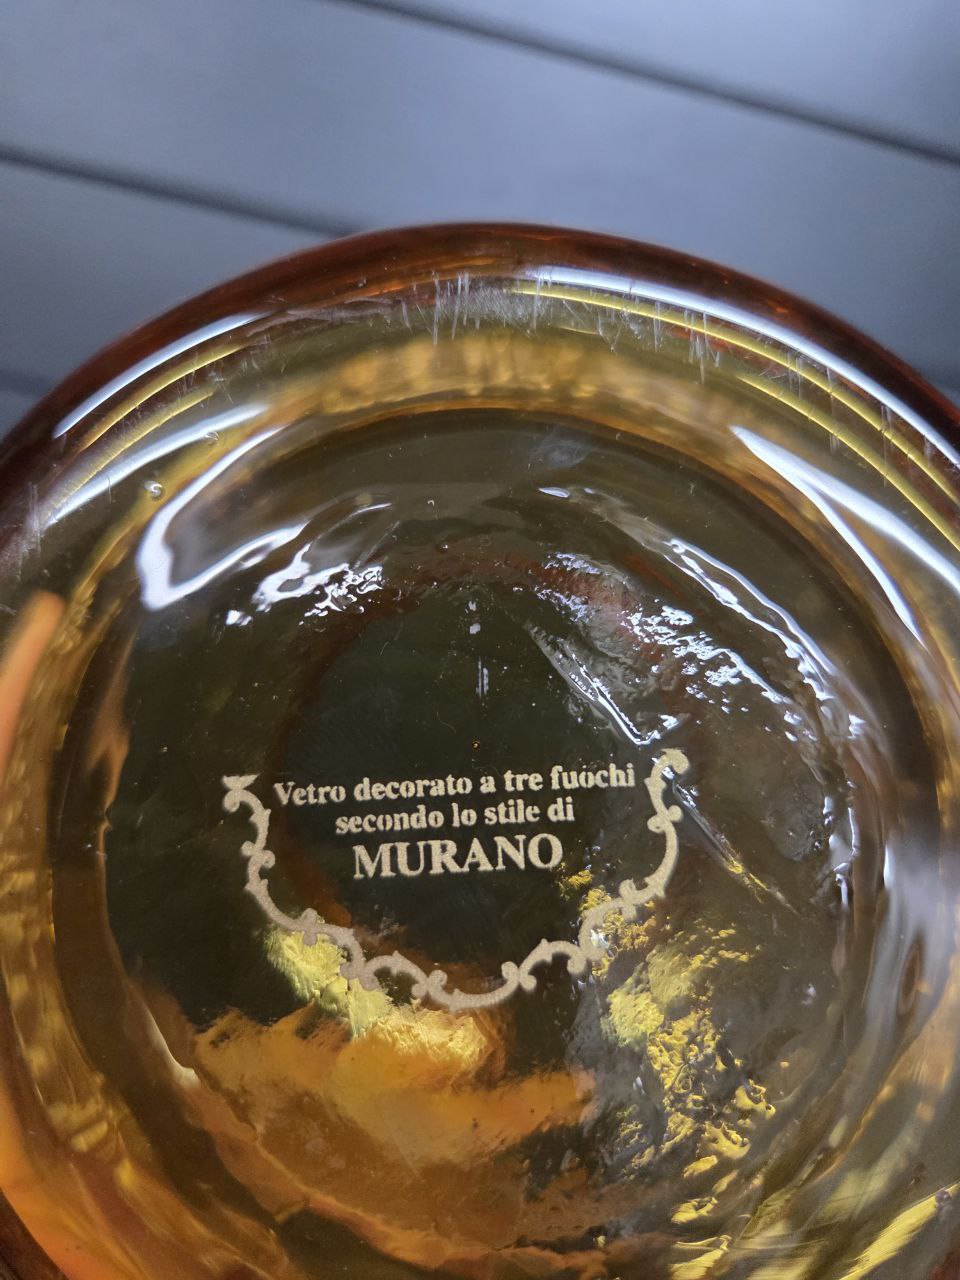 Vetro decorato a tre fuochi
secondo lo stile di
MURANO